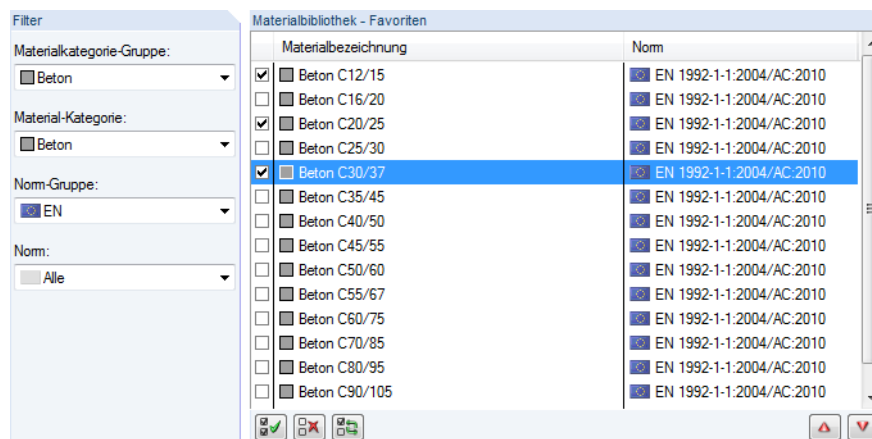 Filter
Materialkategorie-Gruppe:
Beton
Material-Kategorie:
Beton
Norm-Gruppe:
EN
Norm:
Alle
Materialbibliothek - Favoriten
Materialbezeichnung Norm
Beton C12/15 EN 1992-1-1:2004/AC:2010
Beton C16/20 EN 1992-1-1:2004/AC:2010
Beton C20/25 EN 1992-1-1:2004/AC:2010
Beton C25/30 EN 1992-1-1:2004/AC:2010
Beton C30/37 EN 1992-1-1:2004/AC:2010
Beton C35/45 EN 1992-1-1:2004/AC:2010
Beton C40/50 EN 1992-1-1:2004/AC:2010
Beton C45/55 EN 1992-1-1:2004/AC:2010
Beton C50/60 EN 1992-1-1:2004/AC:2010
Beton C55/67 EN 1992-1-1:2004/AC:2010
Beton C60/75 EN 1992-1-1:2004/AC:2010
Beton C70/85 EN 1992-1-1:2004/AC:2010
Beton C80/95 EN 1992-1-1:2004/AC:2010
Beton C90/105 EN 1992-1-1:2004/AC:2010